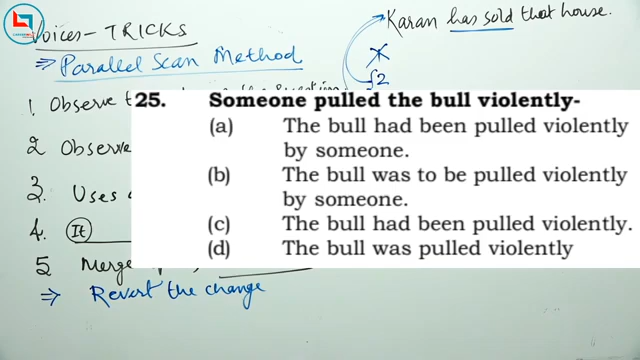 Voices - TRICKS
⇒ Parallel Scan Method
Karan has sold that house.
1. Observe
2 Observe
3. Uses
4. It
5 Merge
⇒ Revert the change
25. Someone pulled the bull violently-
(a) The bull had been pulled violently
by someone.
(b) The bull was to be pulled violently
by someone.
(c) The bull had been pulled violently.
(d) The bull was pulled violently